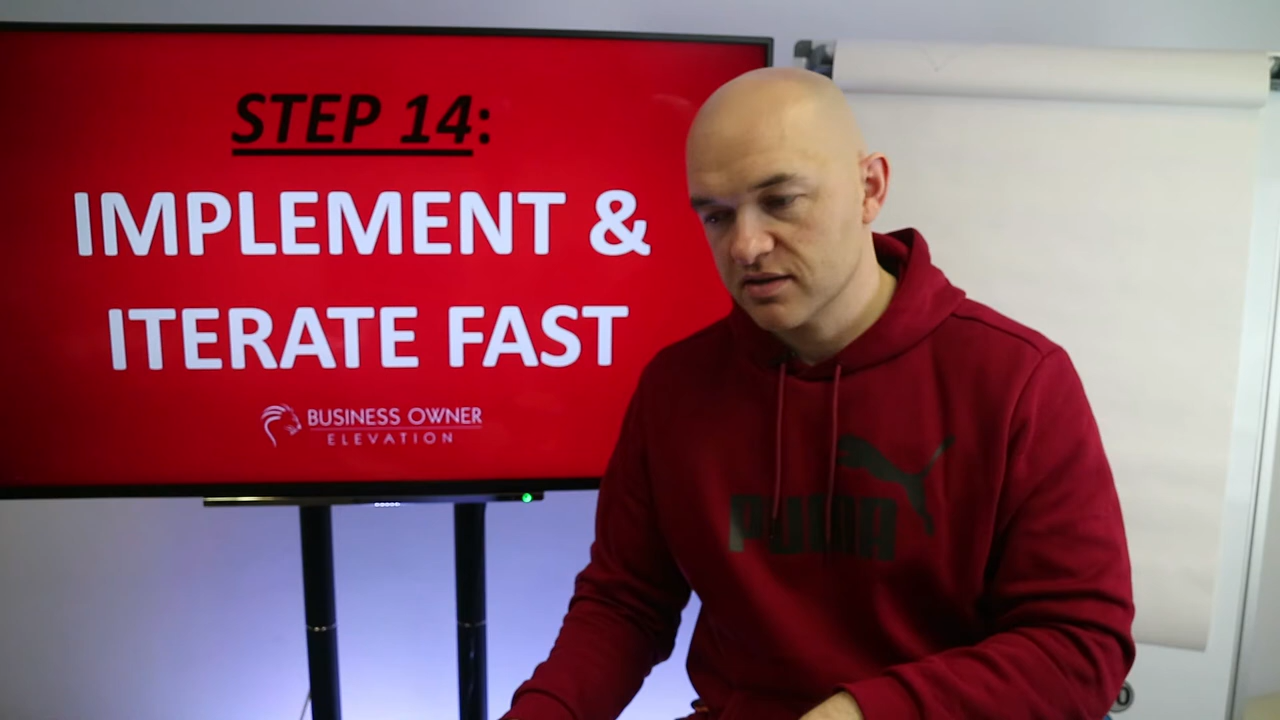 STEP 14:
IMPLEMENT &
ITERATE FAST
BUSINESS OWNER
ELEVATION
PUMA